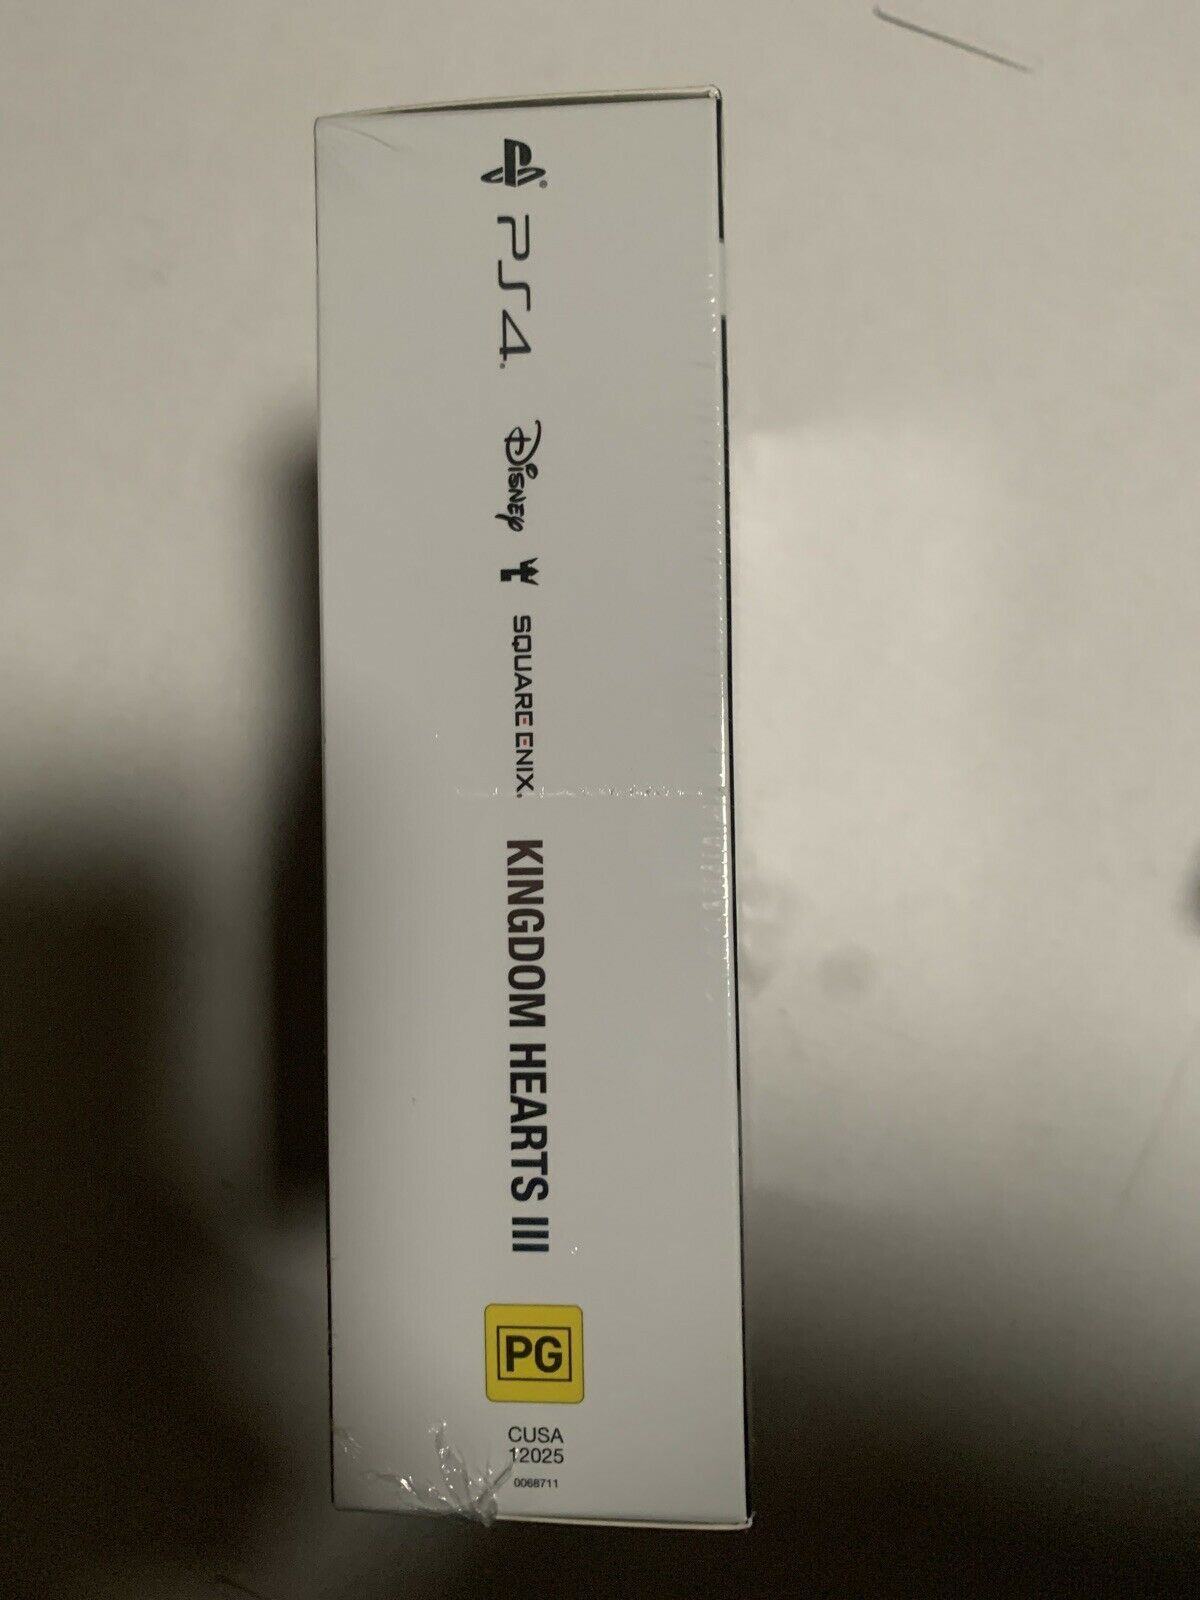 PS4
Disney
SQUARE ENIX
KINGDOM HEARTS III
PG
CUSA
12025
0068711